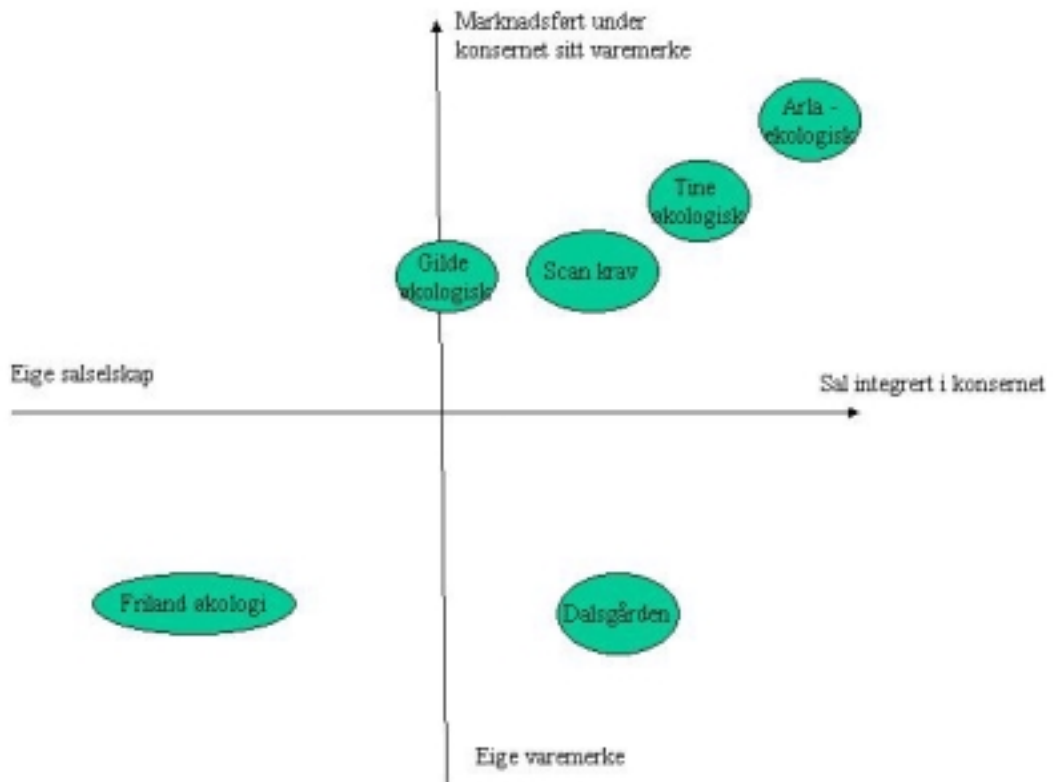 Marknadsført under
konsernet sitt varemerke
Arla -
ekologisk
Tine
økologisk
Gilde
økologisk
Scan krav
Eige salselskap
Sal integrert i konsernet
Friland økologi
Dalsgården
Eige varemerke